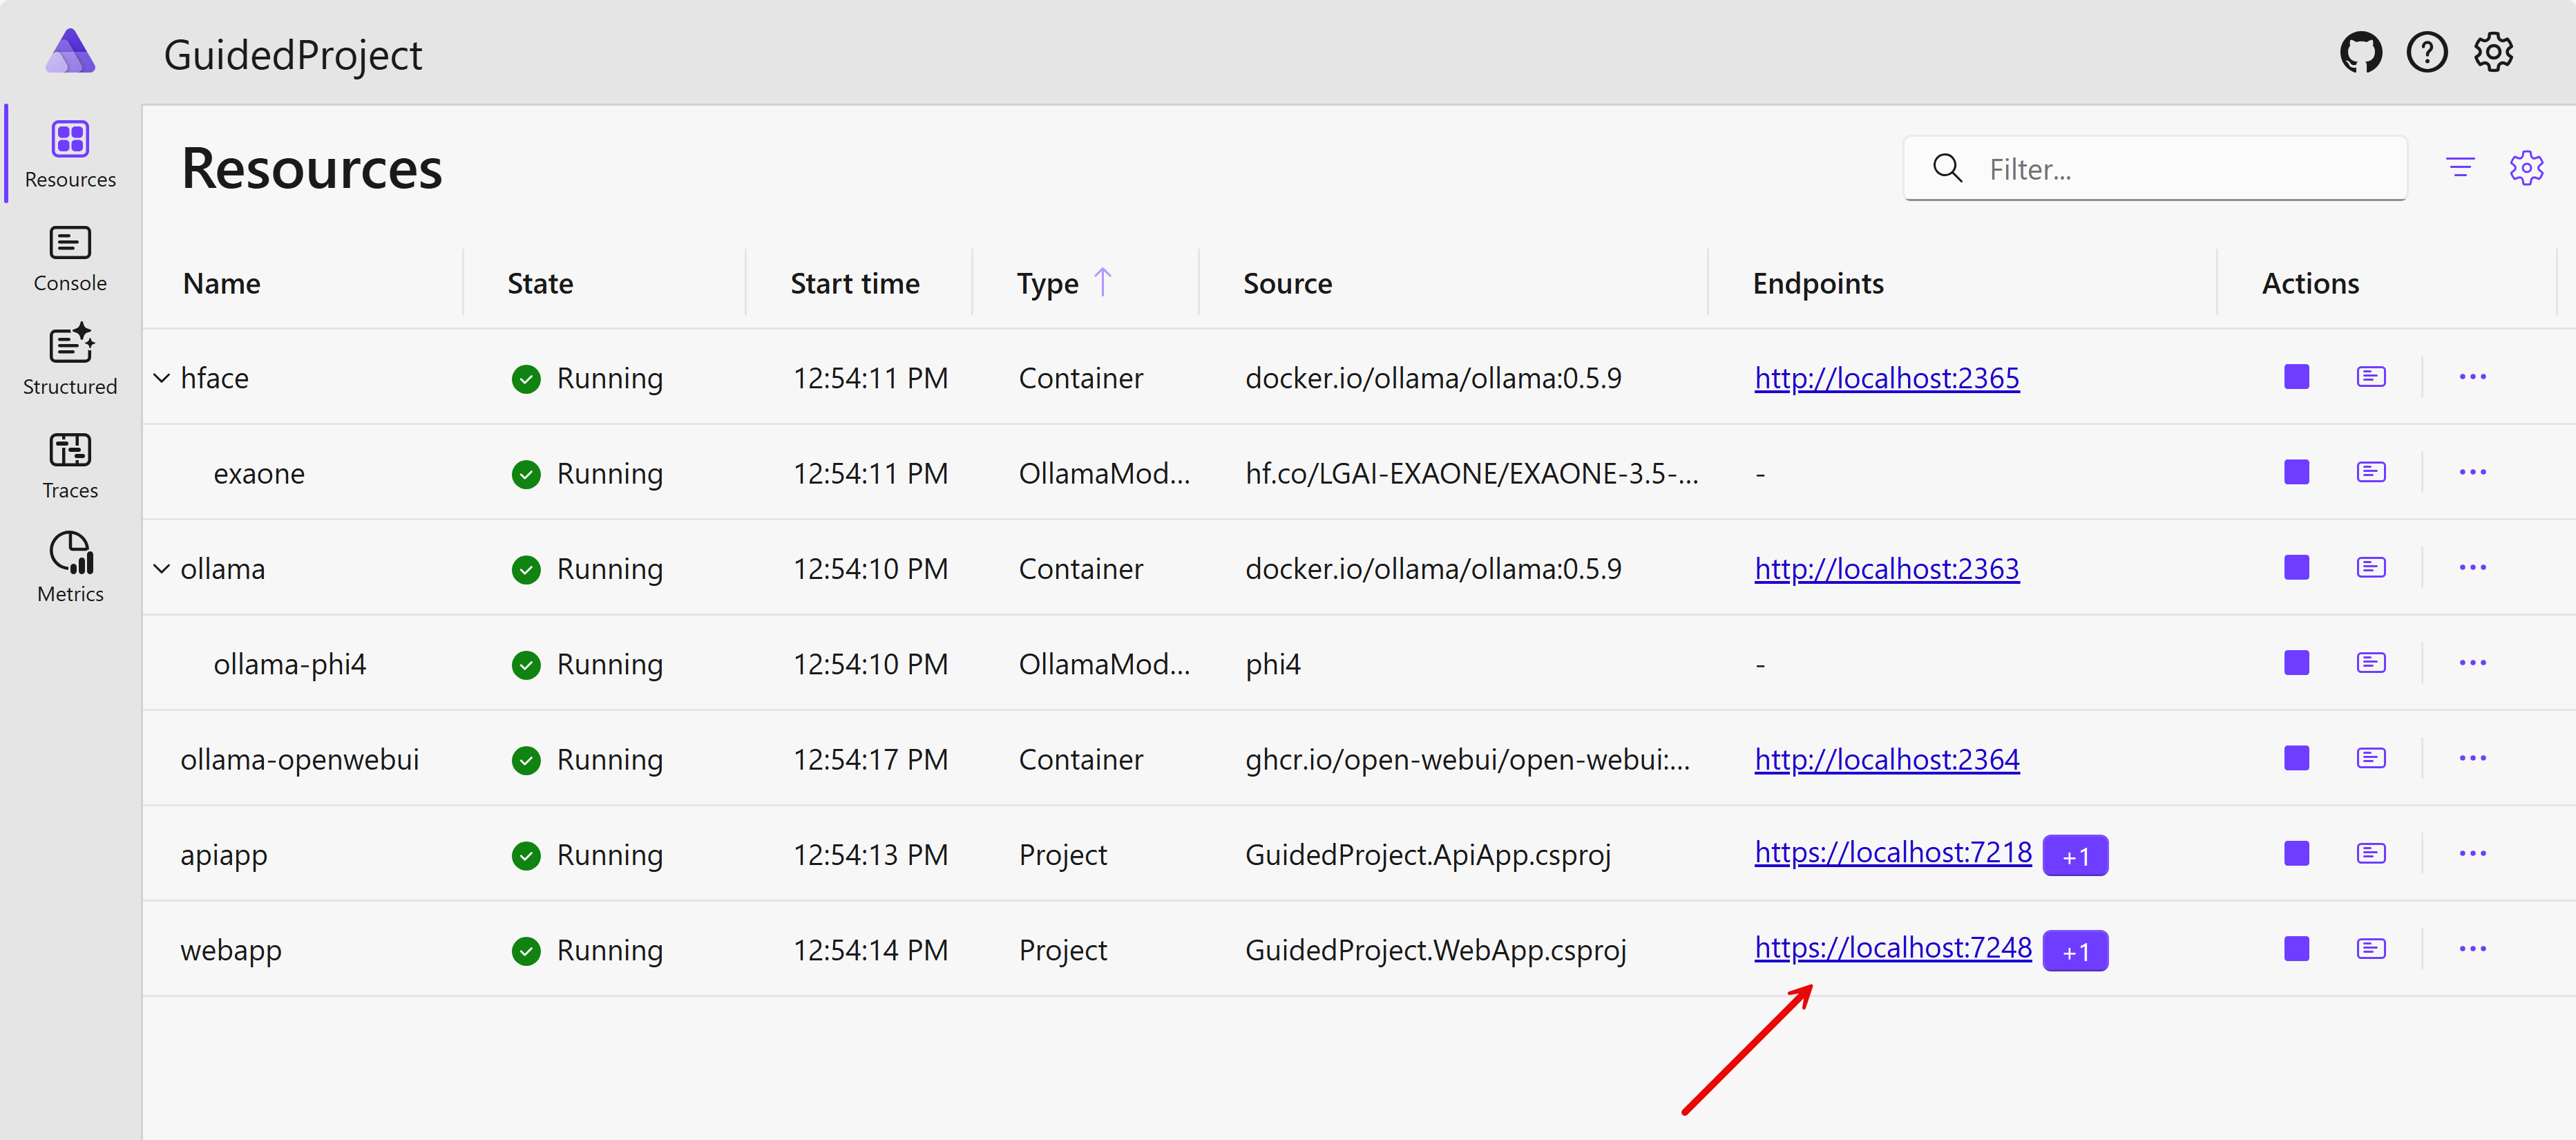 GuidedProject
Resources
Console
Structured
Traces
Metrics
Resources
Filter...
Name State Start time Type Source Endpoints Actions
hface Running 12:54:11 PM Container docker.io/ollama/ollama:0.5.9 http://localhost:2365
exaone Running 12:54:11 PM OllamaMod... hf.co/LGAI-EXAONE/EXAONE-3.5-... -
ollama Running 12:54:10 PM Container docker.io/ollama/ollama:0.5.9 http://localhost:2363
ollama-phi4 Running 12:54:10 PM OllamaMod... phi4 -
ollama-openwebui Running 12:54:17 PM Container ghcr.io/open-webui/open-webui:... http://localhost:2364
apiapp Running 12:54:13 PM Project GuidedProject.ApiApp.csproj https://localhost:7218 +1
webapp Running 12:54:14 PM Project GuidedProject.WebApp.csproj https://localhost:7248 +1